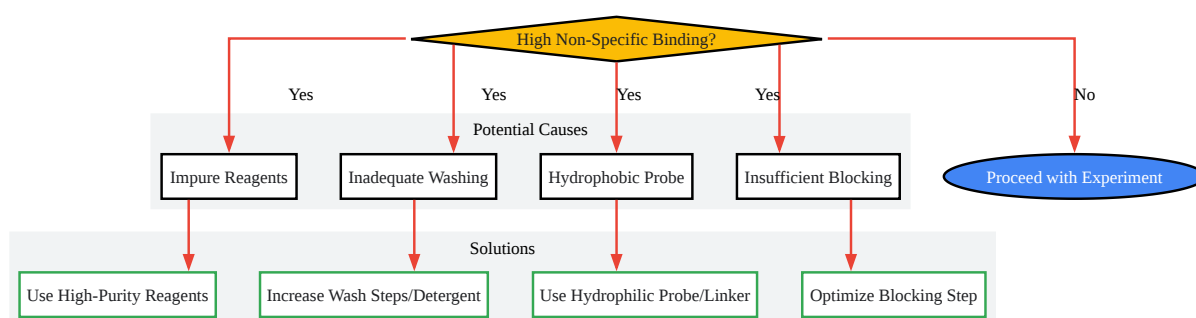 High Non-Specific Binding?
Yes
Yes
Yes
Yes
No
Potential Causes
Impure Reagents
Inadequate Washing
Hydrophobic Probe
Insufficient Blocking
Proceed with Experiment
Solutions
Use High-Purity Reagents
Increase Wash Steps/Detergent
Use Hydrophilic Probe/Linker
Optimize Blocking Step